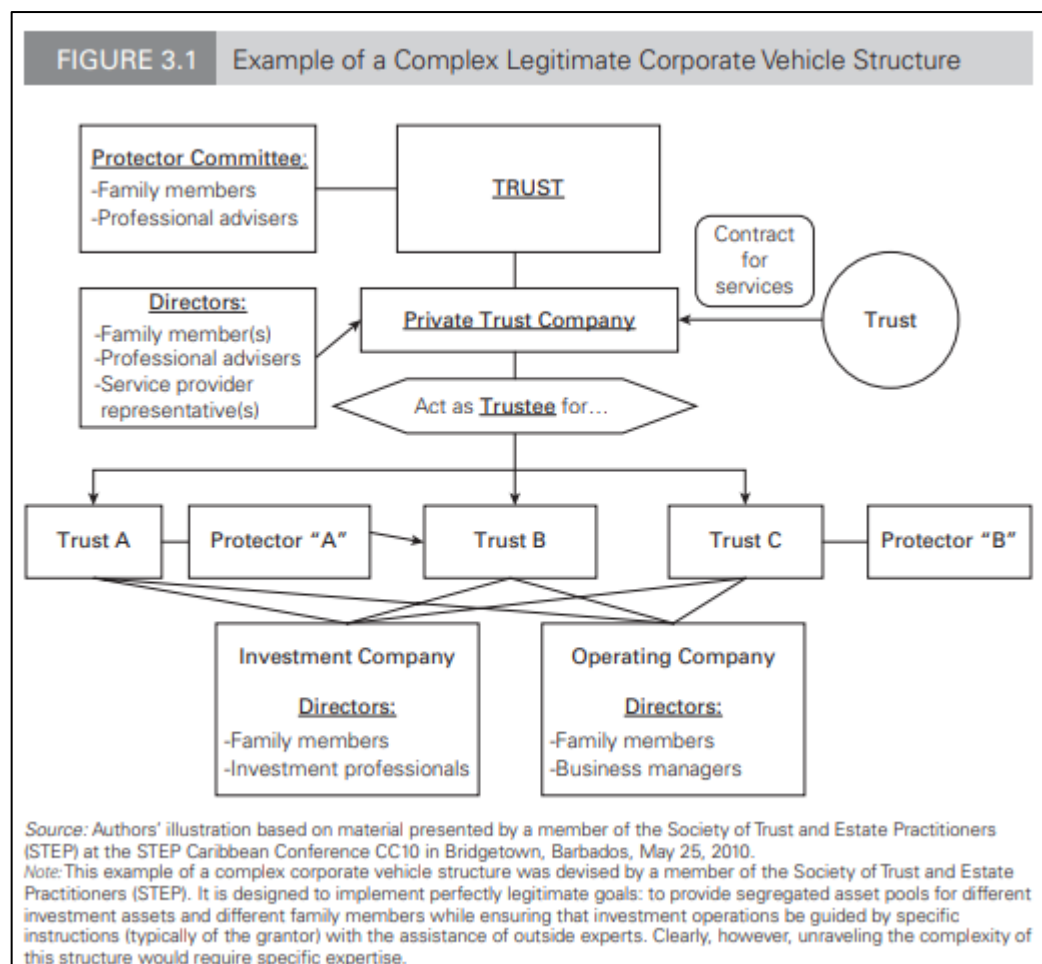 FIGURE 3.1 Example of a Complex Legitimate Corporate Vehicle Structure
Protector Committee:
-Family members
-Professional advisers
TRUST
Contract
for
services
Trust
Directors:
-Family member(s)
-Professional advisers
-Service provider
representative(s)
Private Trust Company
Act as Trustee for...
Trust A
Protector “A”
Trust B
Trust C
Protector “B”
Investment Company
Directors:
-Family members
-Investment professionals
Operating Company
Directors:
-Family members
-Business managers
Source: Authors’ illustration based on material presented by a member of the Society of Trust and Estate Practitioners
(STEP) at the STEP Caribbean Conference CC10 in Bridgetown, Barbados, May 25, 2010.
Note: This example of a complex corporate vehicle structure was devised by a member of the Society of Trust and Estate
Practitioners (STEP). It is designed to implement perfectly legitimate goals: to provide segregated asset pools for different
investment assets and different family members while ensuring that investment operations be guided by specific
instructions (typically of the grantor) with the assistance of outside experts. Clearly, however, unraveling the complexity of
this structure would require specific expertise.